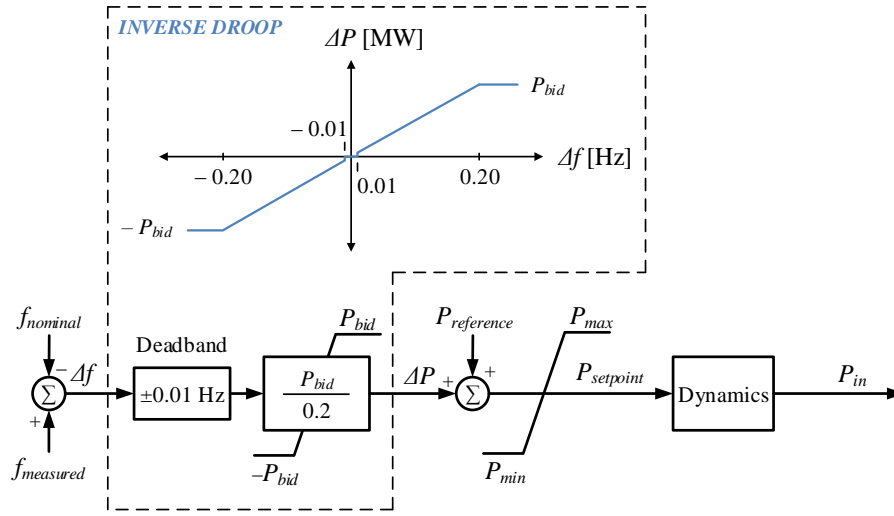 INVERSE DROOP
ΔP [MW]
P_bid
– 0.01
– 0.20
0.01
0.20
Δf [Hz]
– P_bid
f_nominal
Deadband
P_bid
P_reference
P_max
– Δf
Σ
+
±0.01 Hz
P_bid
0.2
ΔP
+
+
Σ
P_setpoint
Dynamics
P_in
f_measured
–P_bid
P_min